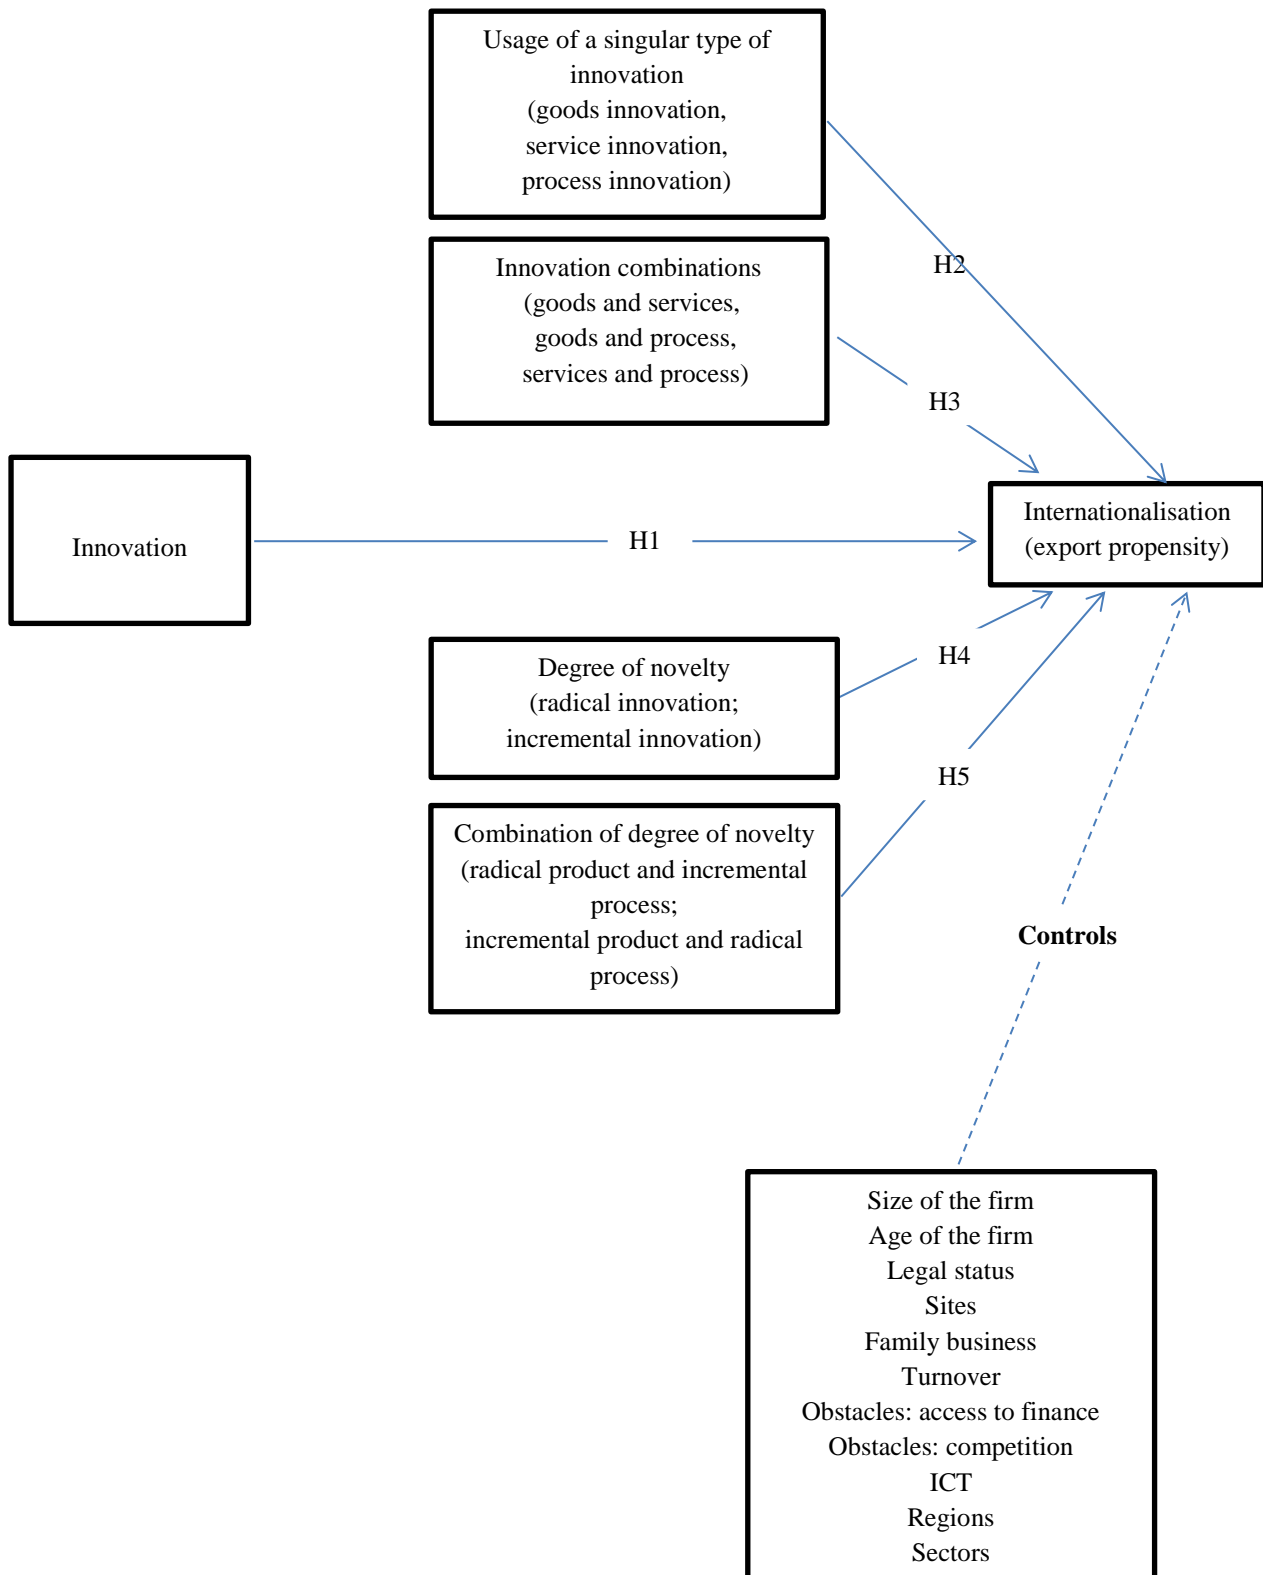 Usage of a singular type of
innovation
(goods innovation,
service innovation,
process innovation)
H2
Innovation combinations
(goods and services,
goods and process,
services and process)
H3
Innovation
H1
Internationalisation
(export propensity)
Degree of novelty
(radical innovation;
incremental innovation)
H4
Combination of degree of novelty
(radical product and incremental
process;
incremental product and radical
process)
H5
Controls
Size of the firm
Age of the firm
Legal status
Sites
Family business
Turnover
Obstacles: access to finance
Obstacles: competition
ICT
Regions
Sectors